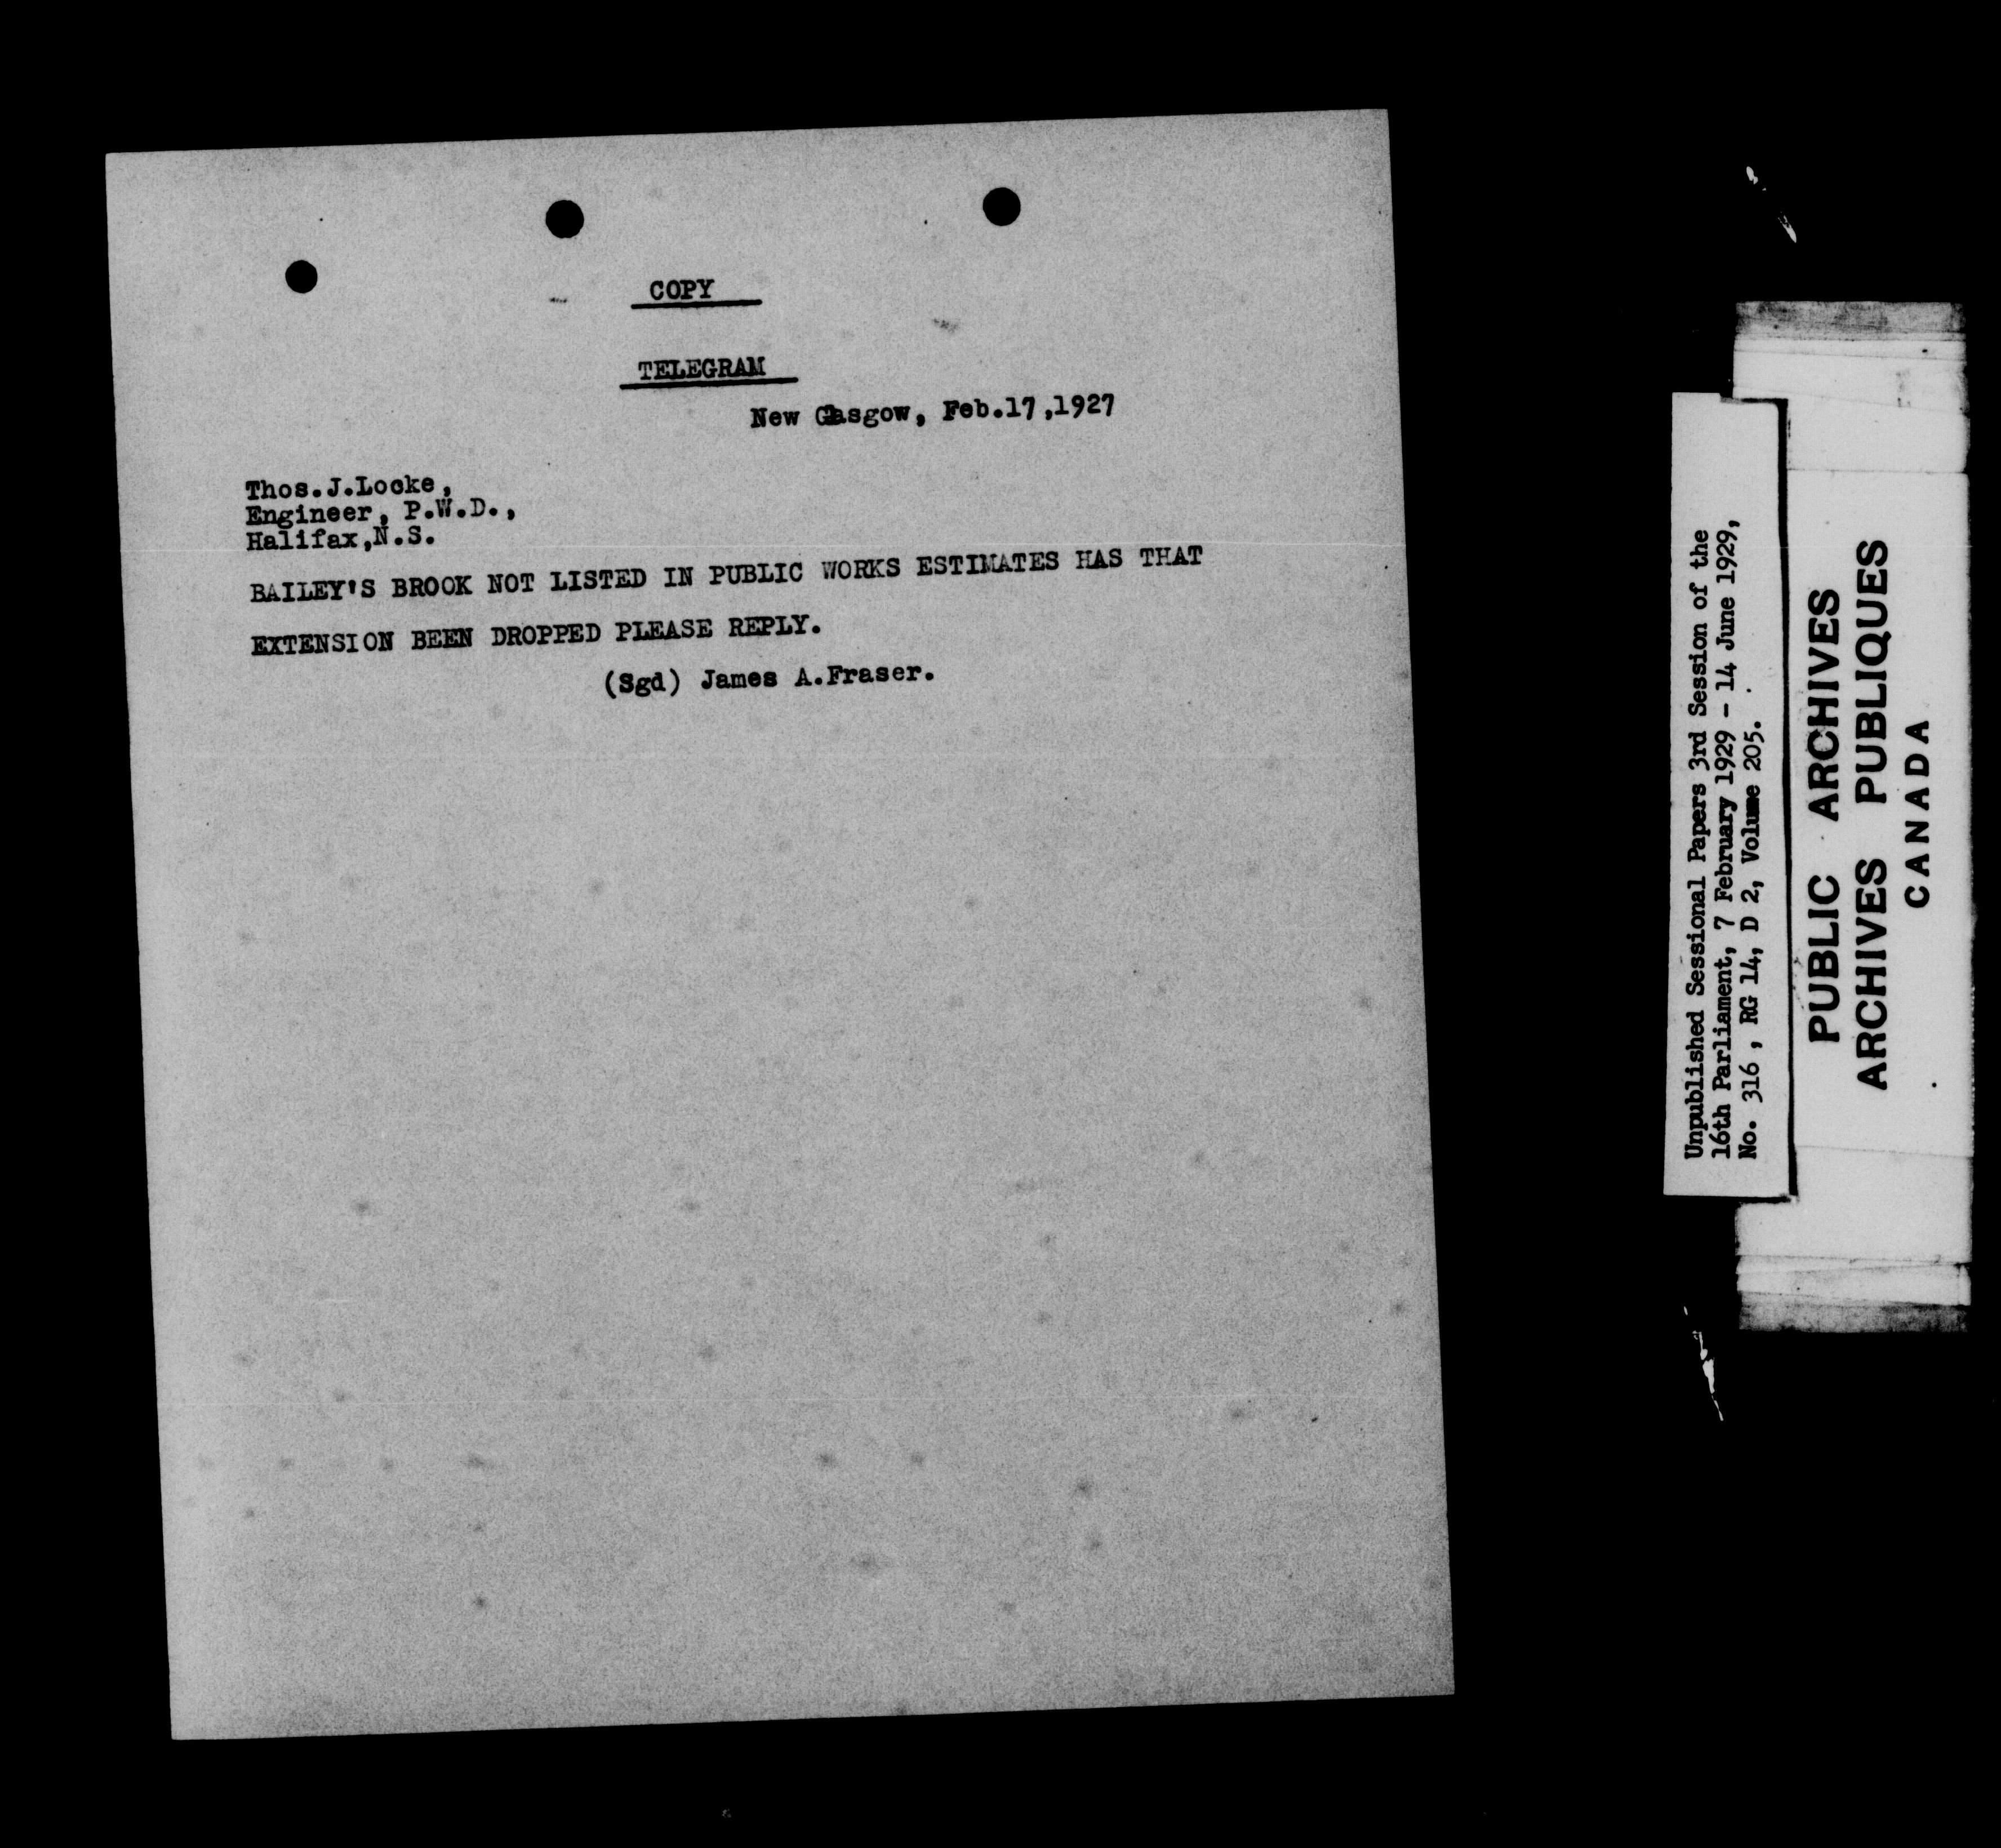 COPY
TELEGRAM
New Glasgow, Feb.17,1927
Thos.J.Locke,
Engineer, P.W.D.,
Halifax,N.S.
BAILEY'S BROOK NOT LISTED IN PUBLIC WORKS ESTIMATES HAS THAT
EXTENSION BEEN DROPPED PLEASE REPLY.
(Sgd) James A.Fraser.
Unpublished Sessional Papers 3rd Session of the
16th Parliament, 7 February 1929 - 14 June 1929,
No. 316 , RG 14, D 2, Volume 205.
PUBLIC ARCHIVES
ARCHIVES PUBLIQUES
CANADA